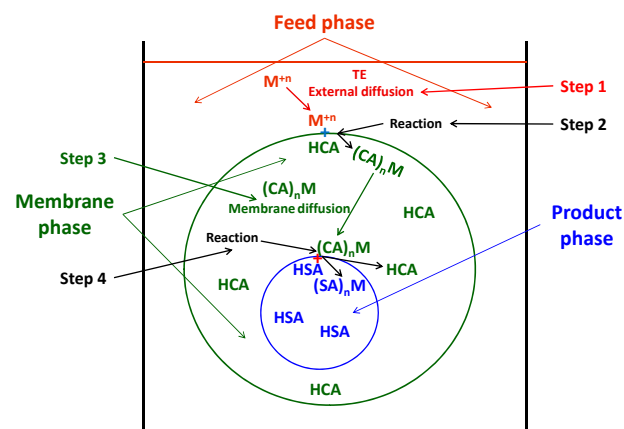 Feed phase
TE
M+n
External diffusion
Step 1
M+n
Reaction
Step 2
HCA
(CA)nM
Step 3
(CA)nM
Membrane diffusion
Membrane
phase
HCA
Product
phase
Reaction
(CA)nM
Step 4
HSA
HCA
HCA
(SA)nM
HSA
HSA
HCA